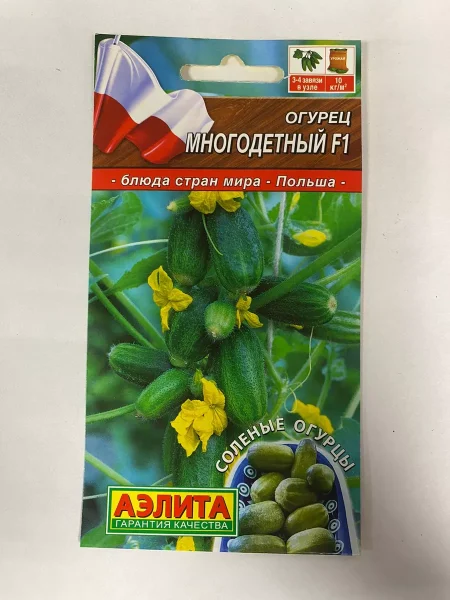 УРОЖАЙ
3-4 завязи
в узле
10
кг/м²
ОГУРЕЦ
МНОГОДЕТНЫЙ F1
- блюда стран мира - Польша -
СОЛЕНЫЕ ОГУРЦЫ
АЭЛИТА
ГАРАНТИЯ КАЧЕСТВА